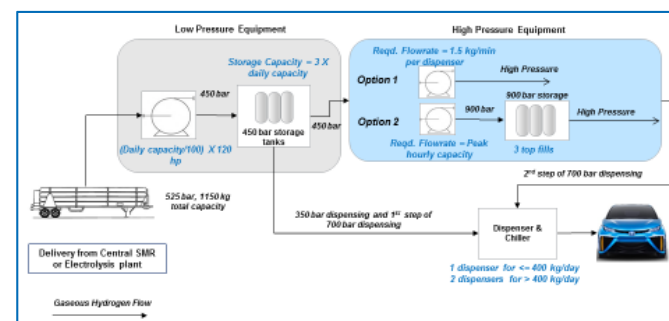 Low Pressure Equipment
High Pressure Equipment
Storage Capacity = 3 X
daily capacity
Reqd. Flowrate = 1.5 kg/min
per dispenser
Option 1
High Pressure
450 bar
450 bar storage
tanks
450 bar
(Daily capacity/100) X 120
hp
Option 2
900 bar
900 bar storage
High Pressure
Reqd. Flowrate = Peak
hourly capacity
3 top fills
525 bar, 1150 kg
total capacity
2nd step of 700 bar dispensing
350 bar dispensing and 1st step of
700 bar dispensing
Dispenser &
Chiller
Delivery from Central SMR
or Electrolysis plant
1 dispenser for <= 400 kg/day
2 dispensers for > 400 kg/day
Gaseous Hydrogen Flow